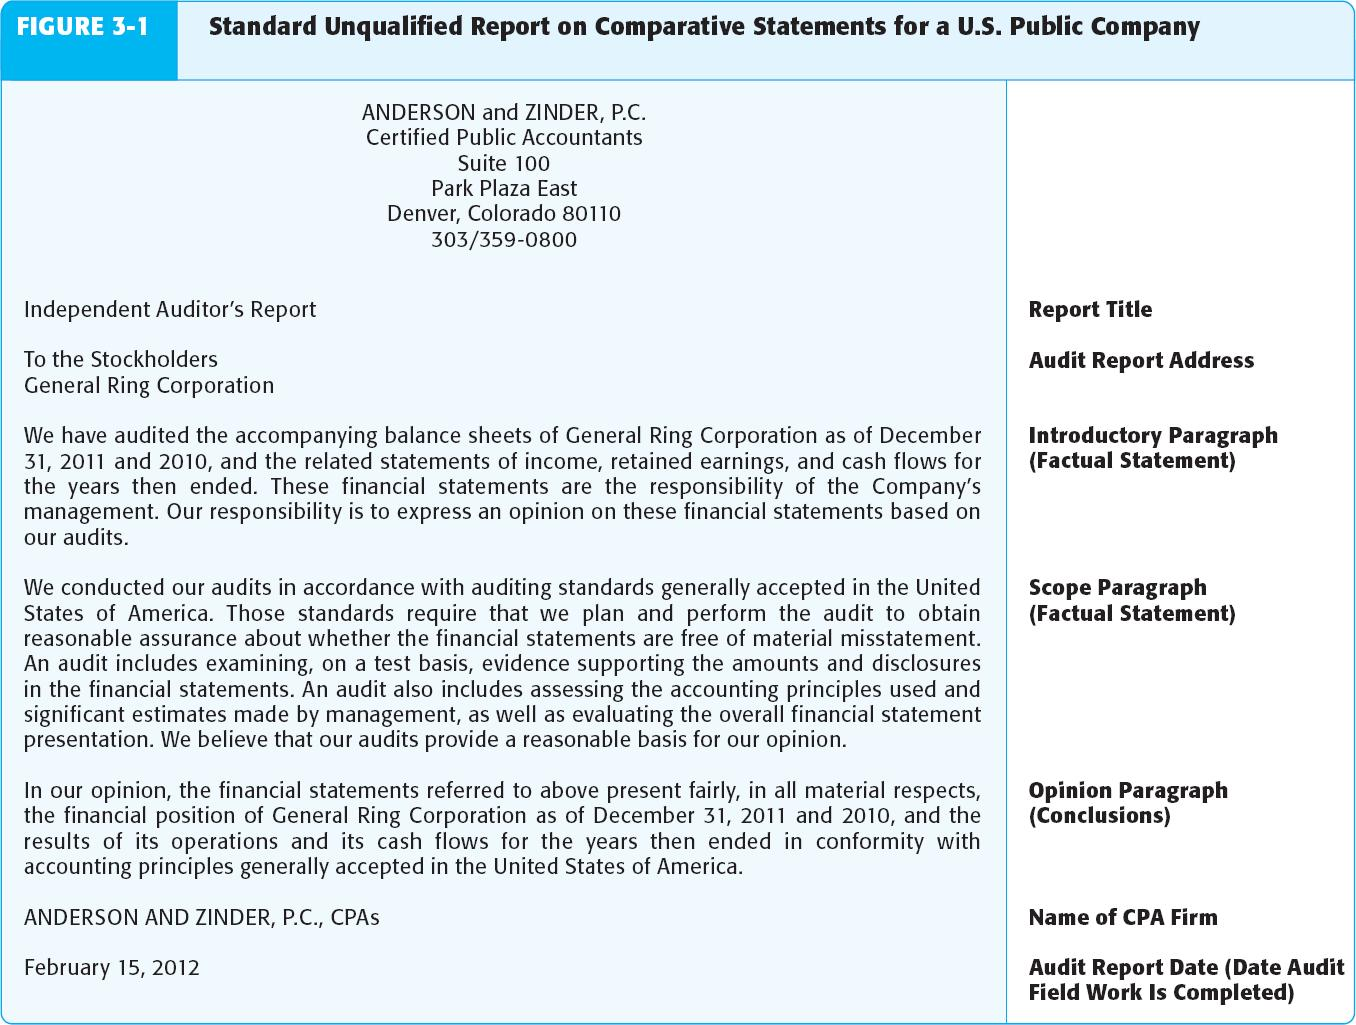 FIGURE 3-1
Standard Unqualified Report on Comparative Statements for a U.S. Public Company
ANDERSON and ZINDER, P.C.
Certified Public Accountants
Suite 100
Park Plaza East
Denver, Colorado 80110
303/359-0800
Independent Auditor’s Report
Report Title
To the Stockholders
General Ring Corporation
Audit Report Address
We have audited the accompanying balance sheets of General Ring Corporation as of December
31, 2011 and 2010, and the related statements of income, retained earnings, and cash flows for
the years then ended. These financial statements are the responsibility of the Company’s
management. Our responsibility is to express an opinion on these financial statements based on
our audits.
Introductory Paragraph
(Factual Statement)
We conducted our audits in accordance with auditing standards generally accepted in the United
States of America. Those standards require that we plan and perform the audit to obtain
reasonable assurance about whether the financial statements are free of material misstatement.
An audit includes examining, on a test basis, evidence supporting the amounts and disclosures
in the financial statements. An audit also includes assessing the accounting principles used and
significant estimates made by management, as well as evaluating the overall financial statement
presentation. We believe that our audits provide a reasonable basis for our opinion.
Scope Paragraph
(Factual Statement)
In our opinion, the financial statements referred to above present fairly, in all material respects,
the financial position of General Ring Corporation as of December 31, 2011 and 2010, and the
results of its operations and its cash flows for the years then ended in conformity with
accounting principles generally accepted in the United States of America.
Opinion Paragraph
(Conclusions)
ANDERSON AND ZINDER, P.C., CPAs
Name of CPA Firm
February 15, 2012
Audit Report Date (Date Audit
Field Work Is Completed)